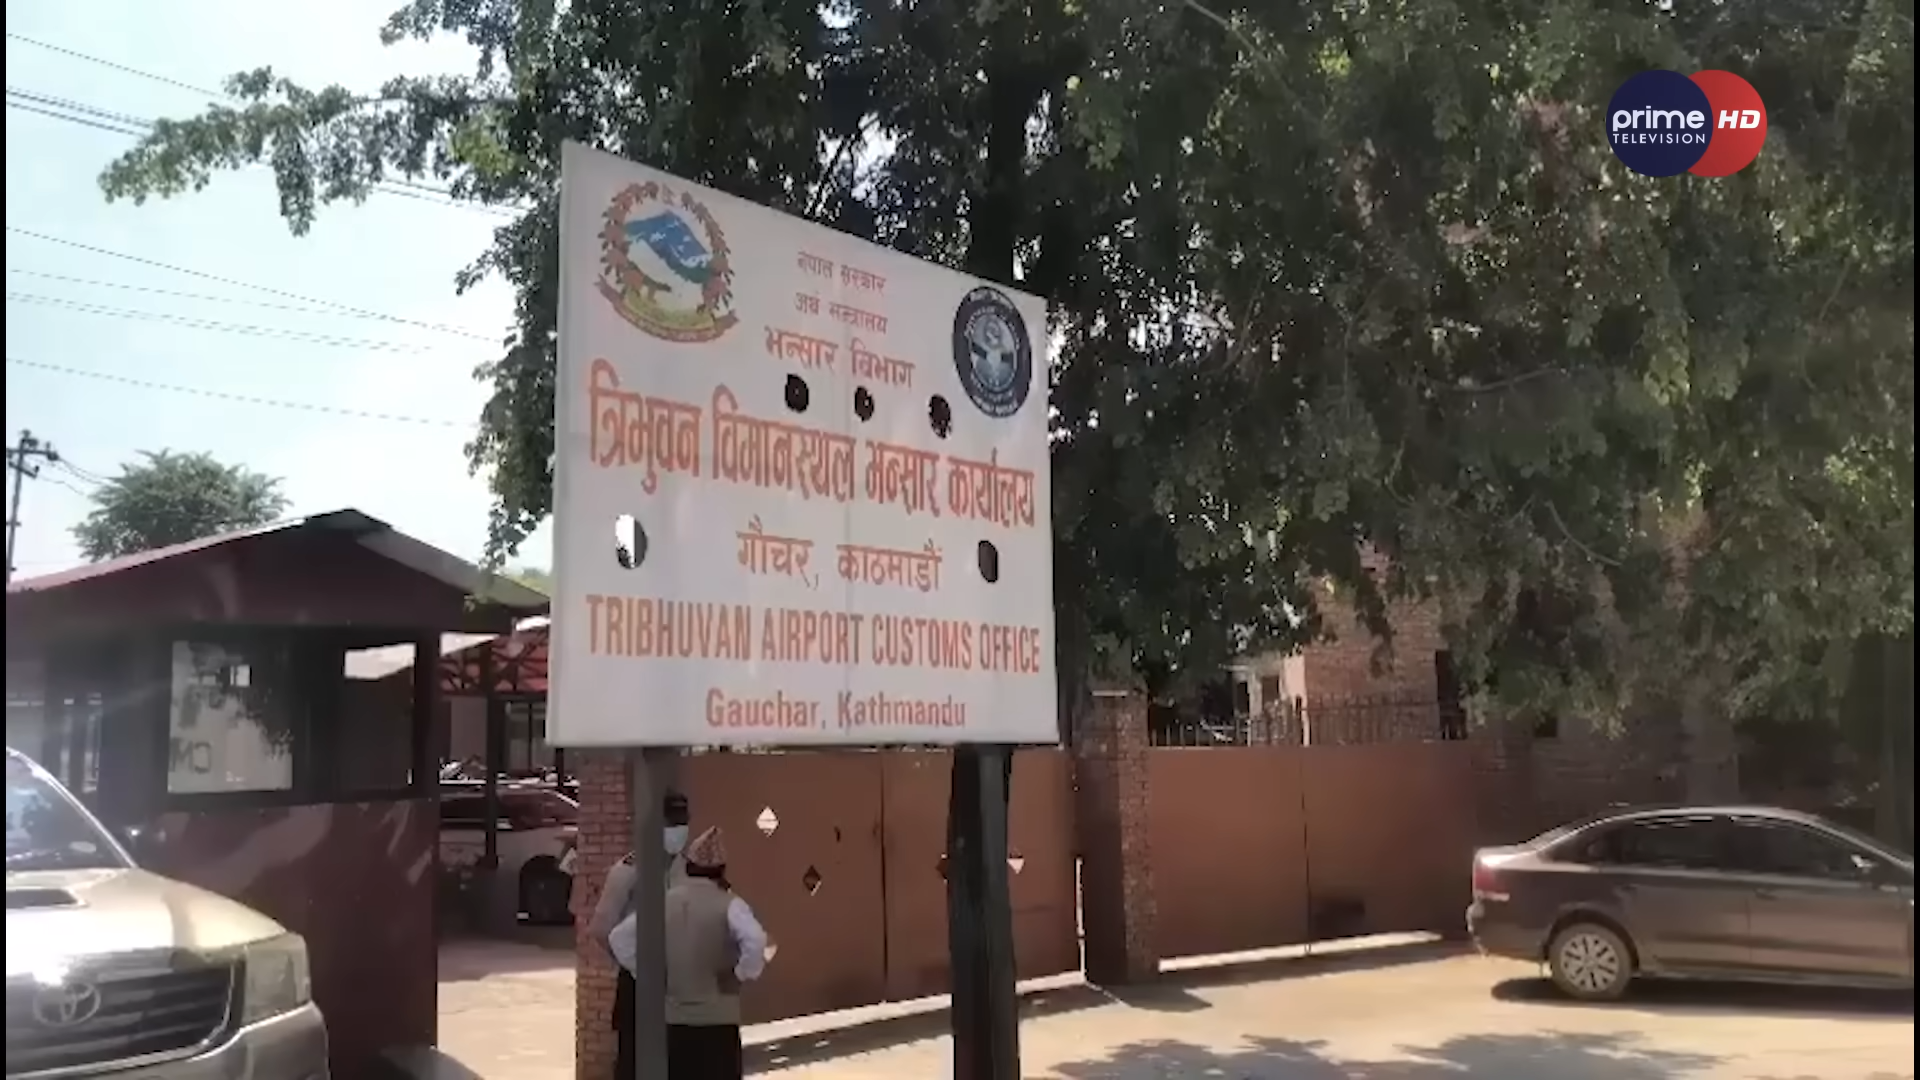 prime HD
TELEVISION
नेपाल सरकार
अर्थ मन्त्रालय
भन्सार विभाग
त्रिभुवन विमानस्थल भन्सार कार्यालय
गौचर, काठमाडौं
TRIBHUVAN AIRPORT CUSTOMS OFFICE
Gauchar, Kathmandu